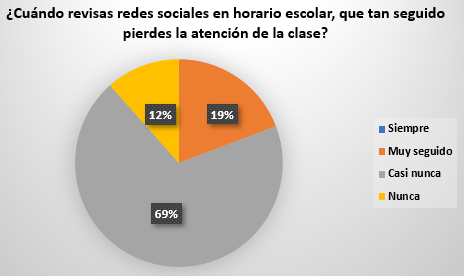 ¿Cuándo revisas redes sociales en horario escolar, que tan seguido
pierdes la atención de la clase?
12%
19%
69%
Siempre
Muy seguido
Casi nunca
Nunca